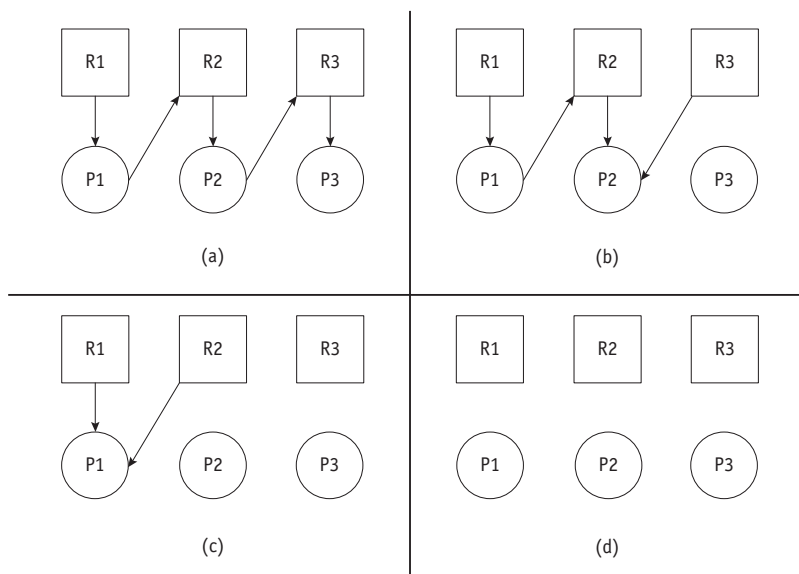 R1 R2 R3
P1 P2 P3
(a)
R1 R2 R3
P1 P2 P3
(b)
R1 R2 R3
P1 P2 P3
(c)
R1 R2 R3
P1 P2 P3
(d)